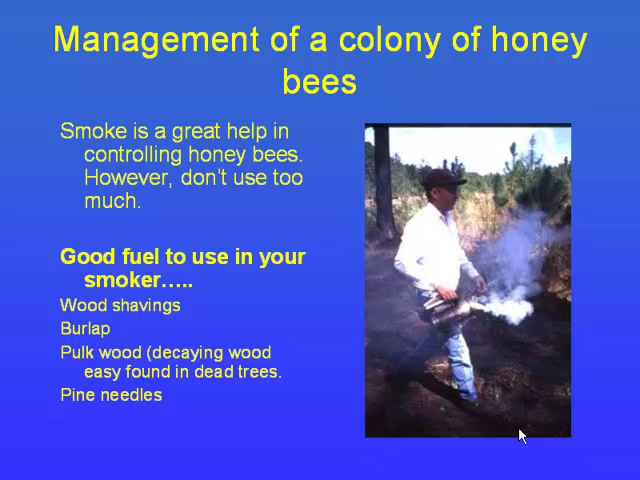 Management of a colony of honey
bees
Smoke is a great help in
controlling honey bees.
However, don't use too
much.
Good fuel to use in your
smoker…..
Wood shavings
Burlap
Pulk wood (decaying wood
easy found in dead trees.
Pine needles